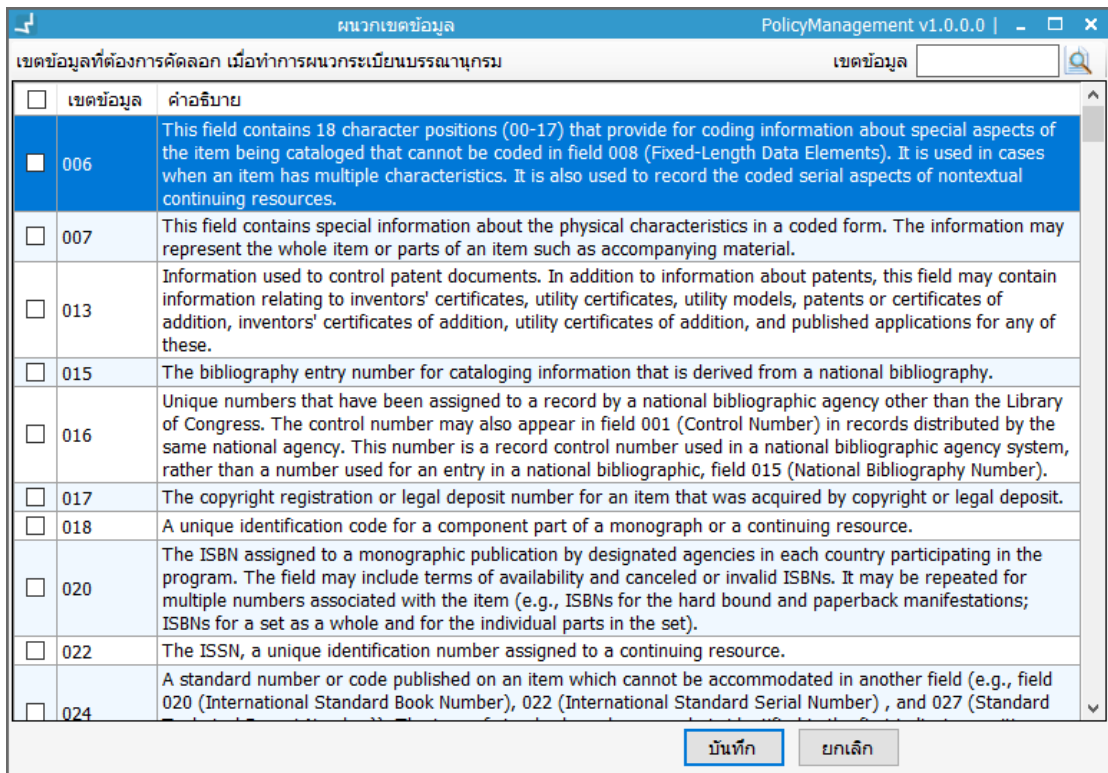 ผนวกเขตข้อมูล PolicyManagement v1.0.0.0 |
เขตข้อมูลที่ต้องการคัดลอก เมื่อทำการผนวกระเบียนบรรณานุกรม เขตข้อมูล
เขตข้อมูล คำอธิบาย
This field contains 18 character positions (00-17) that provide for coding information about special aspects of
the item being cataloged that cannot be coded in field 008 (Fixed-Length Data Elements). It is used in cases
006 when an item has multiple characteristics. It is also used to record the coded serial aspects of nontextual
continuing resources.
007 This field contains special information about the physical characteristics in a coded form. The information may
represent the whole item or parts of an item such as accompanying material.
Information used to control patent documents. In addition to information about patents, this field may contain
information relating to inventors' certificates, utility certificates, utility models, patents or certificates of
013 addition, inventors' certificates of addition, utility certificates of addition, and published applications for any of
these.
015 The bibliography entry number for cataloging information that is derived from a national bibliography.
Unique numbers that have been assigned to a record by a national bibliographic agency other than the Library
of Congress. The control number may also appear in field 001 (Control Number) in records distributed by the
016 same national agency. This number is a record control number used in a national bibliographic agency system,
rather than a number used for an entry in a national bibliographic, field 015 (National Bibliography Number).
017 The copyright registration or legal deposit number for an item that was acquired by copyright or legal deposit.
018 A unique identification code for a component part of a monograph or a continuing resource.
The ISBN assigned to a monographic publication by designated agencies in each country participating in the
program. The field may include terms of availability and canceled or invalid ISBNs. It may be repeated for
020 multiple numbers associated with the item (e.g., ISBNs for the hard bound and paperback manifestations;
ISBNs for a set as a whole and for the individual parts in the set).
022 The ISSN, a unique identification number assigned to a continuing resource.
A standard number or code published on an item which cannot be accommodated in another field (e.g., field
024 020 (International Standard Book Number), 022 (International Standard Serial Number) , and 027 (Standard
บันทึก ยกเลิก